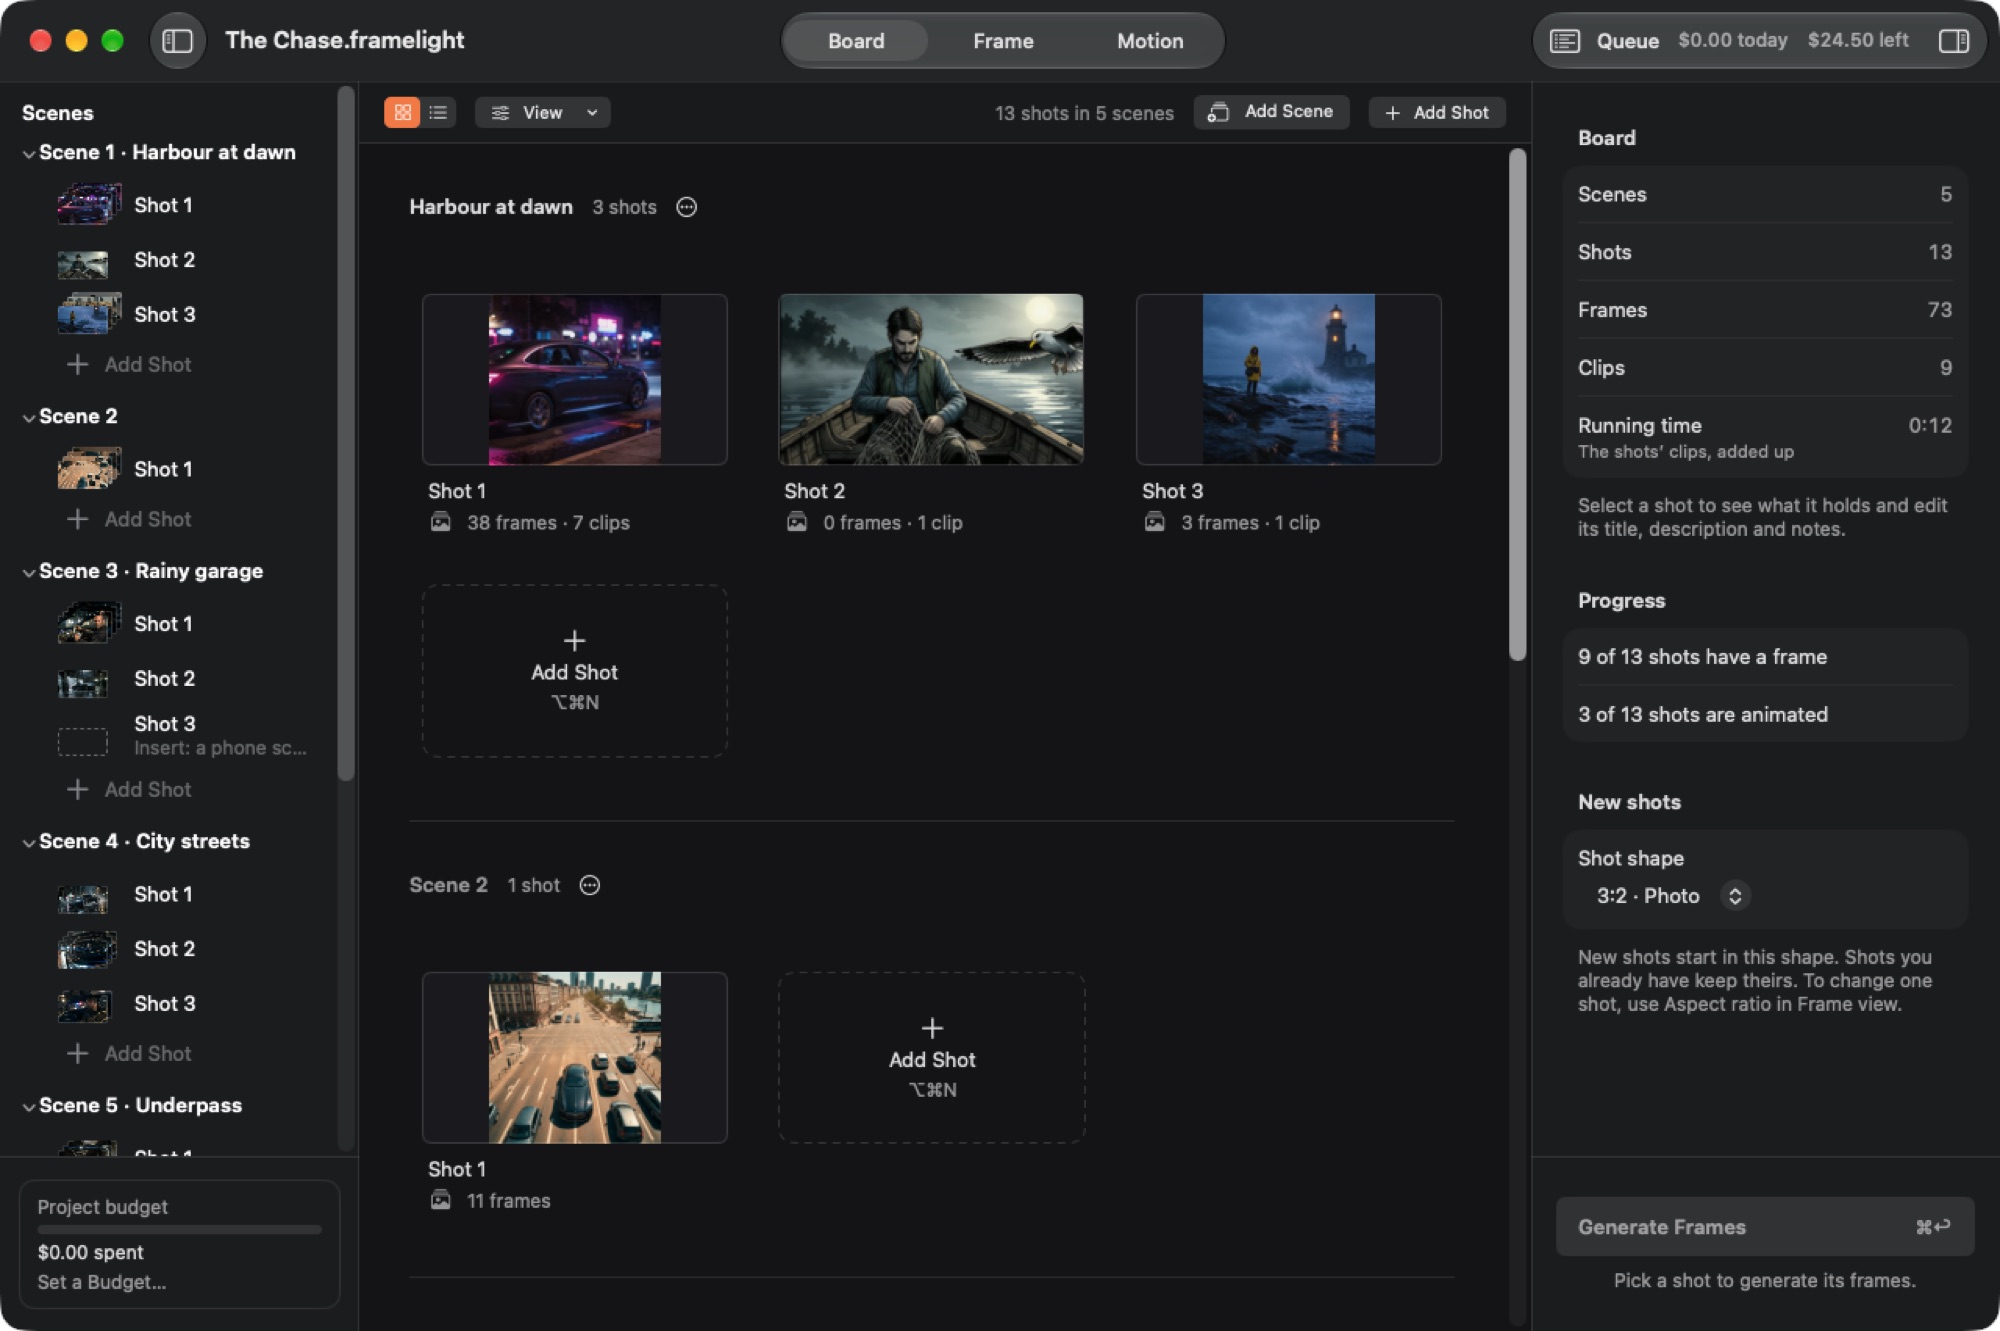 The Chase.framelight
Board
Frame
Motion
Queue
$0.00 today
$24.50 left
Scenes
Scene 1 · Harbour at dawn
Shot 1
Shot 2
Shot 3
Add Shot
Scene 2
Shot 1
Add Shot
Scene 3 · Rainy garage
Shot 1
Shot 2
Shot 3
Insert: a phone sc...
Add Shot
Scene 4 · City streets
Shot 1
Shot 2
Shot 3
Add Shot
Scene 5 · Underpass
Shot 1
Project budget
$0.00 spent
Set a Budget...
View
13 shots in 5 scenes
Add Scene
Add Shot
Harbour at dawn
3 shots
Shot 1
38 frames · 7 clips
Shot 2
0 frames · 1 clip
Shot 3
3 frames · 1 clip
Add Shot
⌥⌘N
Scene 2
1 shot
Shot 1
11 frames
Add Shot
⌥⌘N
Board
Scenes 5
Shots 13
Frames 73
Clips 9
Running time 0:12
The shots’ clips, added up
Select a shot to see what it holds and edit
its title, description and notes.
Progress
9 of 13 shots have a frame
3 of 13 shots are animated
New shots
Shot shape
3:2 · Photo
New shots start in this shape. Shots you
already have keep theirs. To change one
shot, use Aspect ratio in Frame view.
Generate Frames ⌘↩
Pick a shot to generate its frames.